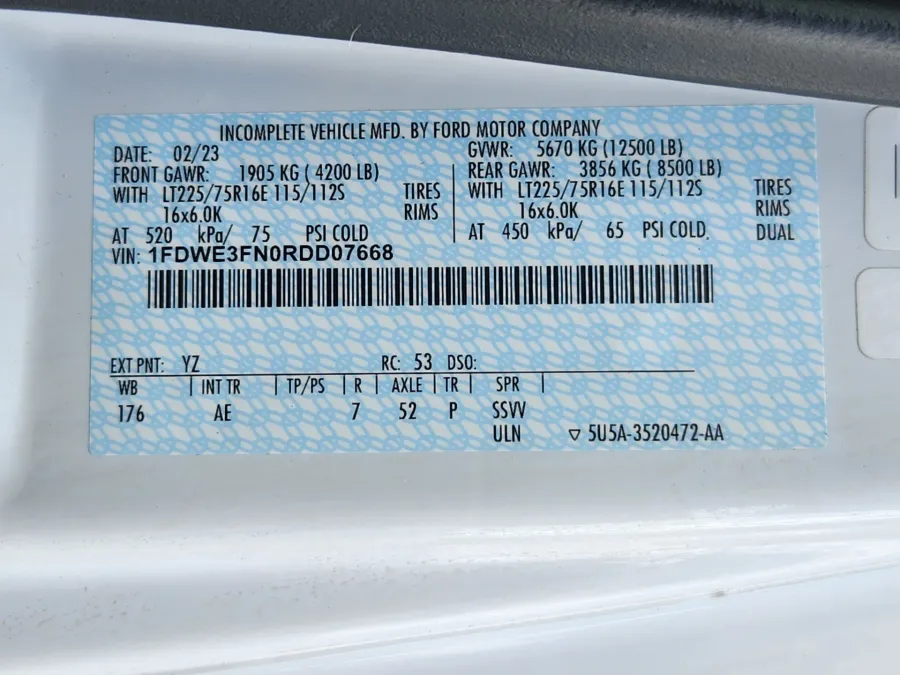 INCOMPLETE VEHICLE MFD. BY FORD MOTOR COMPANY
DATE: 02/23 GVWR: 5670 KG (12500 LB)
FRONT GAWR: 1905 KG ( 4200 LB) REAR GAWR: 3856 KG ( 8500 LB)
WITH LT225/75R16E 115/112S TIRES WITH LT225/75R16E 115/112S TIRES
16x6.0K RIMS 16x6.0K RIMS
AT 520 kPa/ 75 PSI COLD AT 450 kPa/ 65 PSI COLD. DUAL
VIN: 1FDWE3FN0RDD07668
EXT PNT: YZ RC: 53 DSO:
WB | INT TR | TP/PS | R | AXLE | TR | SPR |
176 AE 7 52 P SSVV
ULN ▽ 5U5A-3520472-AA